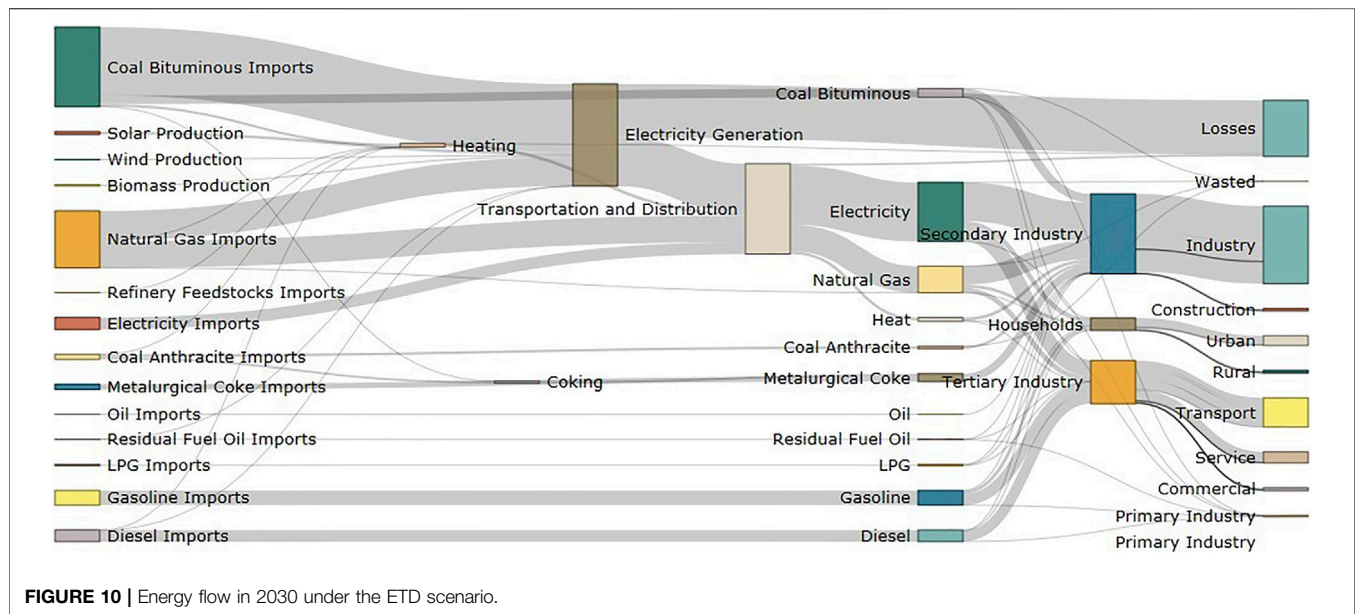 Coal Bituminous Imports
Solar Production
Wind Production
Biomass Production
Natural Gas Imports
Refinery Feedstocks Imports
Electricity Imports
Coal Anthracite Imports
Metalurgical Coke Imports
Oil Imports
Residual Fuel Oil Imports
LPG Imports
Gasoline Imports
Diesel Imports
Heating
Coking
Electricity Generation
Transportation and Distribution
Coal Bituminous
Electricity
Natural Gas
Heat
Coal Anthracite
Metalurgical Coke
Oil
Residual Fuel Oil
LPG
Gasoline
Diesel
Secondary Industry
Households
Tertiary Industry
Losses
Wasted
Industry
Construction
Urban
Rural
Transport
Service
Commercial
Primary Industry
Primary Industry
FIGURE 10 | Energy flow in 2030 under the ETD scenario.